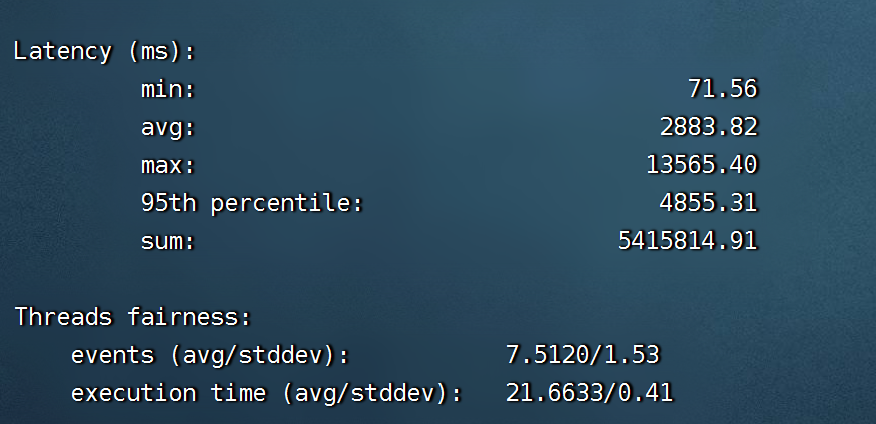 Latency (ms):
min: 71.56
avg: 2883.82
max: 13565.40
95th percentile: 4855.31
sum: 5415814.91
Threads fairness:
events (avg/stddev): 7.5120/1.53
execution time (avg/stddev): 21.6633/0.41